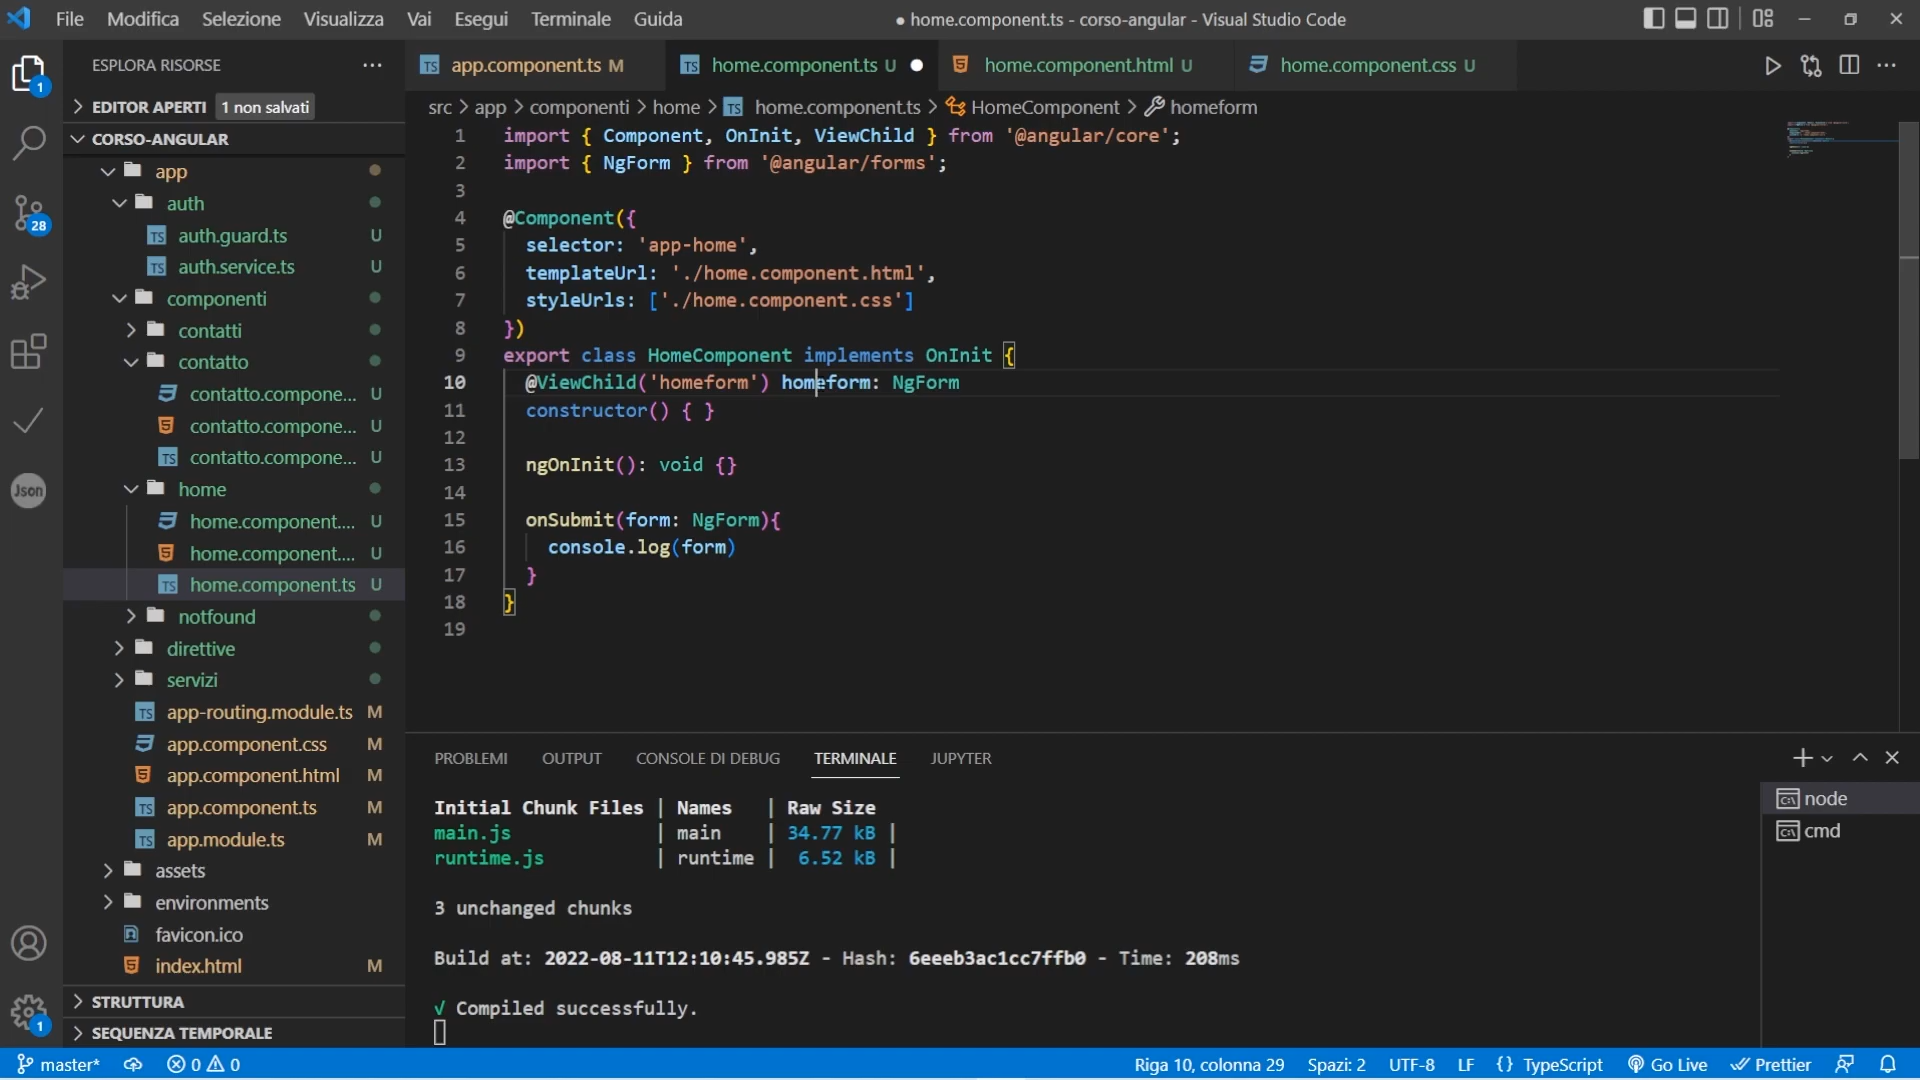 File Modifica Selezione Visualizza Vai Esegui Terminale Guida
● home.component.ts - corso-angular - Visual Studio Code
ESPLORA RISORSE
EDITOR APERTI 1 non salvati
CORSO-ANGULAR
app
auth
auth.guard.ts U
auth.service.ts U
componenti
contatti
contatto
contatto.compone... U
contatto.compone... U
contatto.compone... U
home
home.component.... U
home.component.... U
home.component.ts U
notfound
direttive
servizi
app-routing.module.ts M
app.component.css M
app.component.html M
app.component.ts M
app.module.ts M
assets
environments
favicon.ico
index.html M
STRUTTURA
SEQUENZA TEMPORALE
1
28
Json
1
TS app.component.ts M
TS home.component.ts U ●
home.component.html U
home.component.css U
src > app > componenti > home > TS home.component.ts > HomeComponent > homeform
1 import { Component, OnInit, ViewChild } from '@angular/core';
2 import { NgForm } from '@angular/forms';
3
4 @Component({
5 selector: 'app-home',
6 templateUrl: './home.component.html',
7 styleUrls: ['./home.component.css']
8 })
9 export class HomeComponent implements OnInit {
10 @ViewChild('homeform') homeform: NgForm
11 constructor() { }
12
13 ngOnInit(): void {}
14
15 onSubmit(form: NgForm){
16 console.log(form)
17 }
18 }
19
PROBLEMI OUTPUT CONSOLE DI DEBUG TERMINALE JUPYTER
Initial Chunk Files | Names | Raw Size
main.js | main | 34.77 kB |
runtime.js | runtime | 6.52 kB |
3 unchanged chunks
Build at: 2022-08-11T12:10:45.985Z - Hash: 6eeeb3ac1cc7ffb0 - Time: 208ms
√ Compiled successfully.
node
cmd
master* 0 0
Riga 10, colonna 29 Spazi: 2 UTF-8 LF {} TypeScript Go Live Prettier